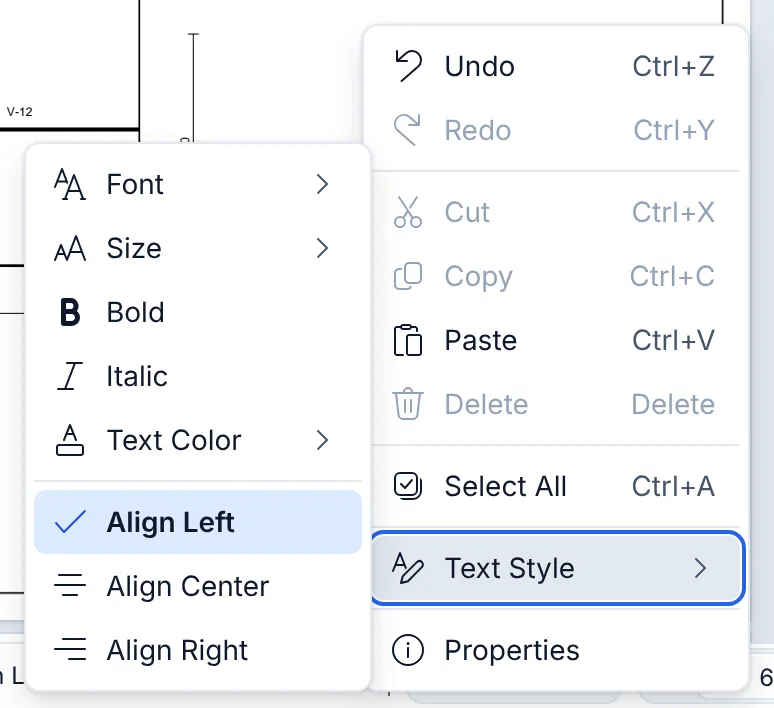 V-12
Undo Ctrl+Z
Redo Ctrl+Y
Cut Ctrl+X
Copy Ctrl+C
Paste Ctrl+V
Delete Delete
Select All Ctrl+A
Text Style
Properties
Font
Size
Bold
Italic
Text Color
Align Left
Align Center
Align Right
6